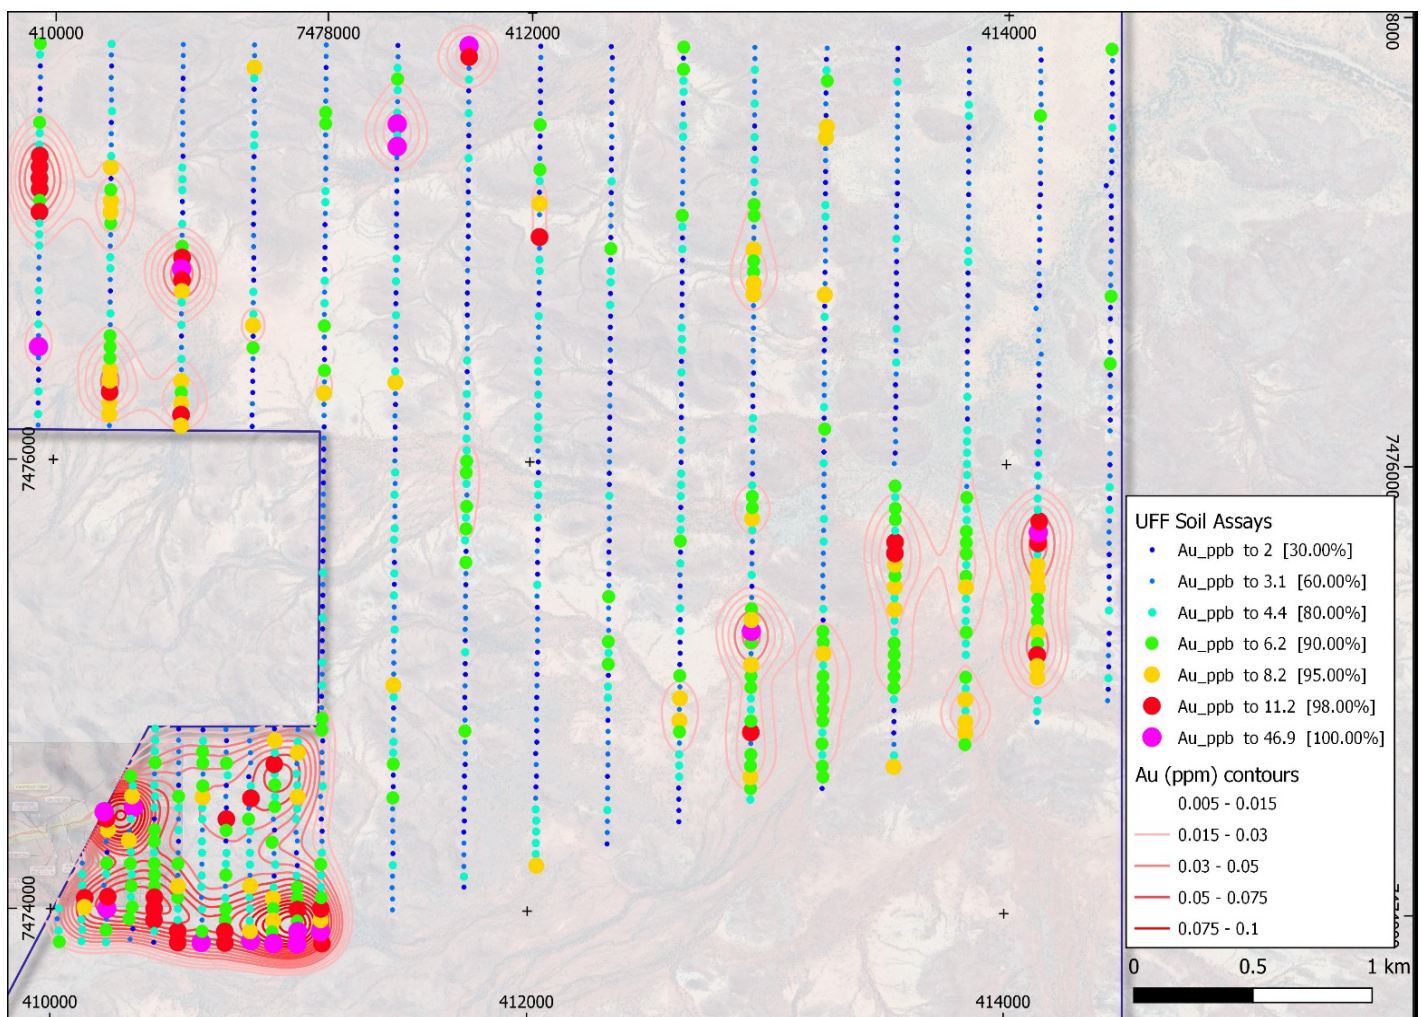 410000
7478000
412000
414000
8000
7476000
7476000
7474000
UFF Soil Assays
Au_ppb to 2 [30.00%]
Au_ppb to 3.1 [60.00%]
Au_ppb to 4.4 [80.00%]
Au_ppb to 6.2 [90.00%]
Au_ppb to 8.2 [95.00%]
Au_ppb to 11.2 [98.00%]
Au_ppb to 46.9 [100.00%]
Au (ppm) contours
0.005 - 0.015
0.015 - 0.03
0.03 - 0.05
0.05 - 0.075
0.075 - 0.1
0 0.5 1 km
410000
412000
414000